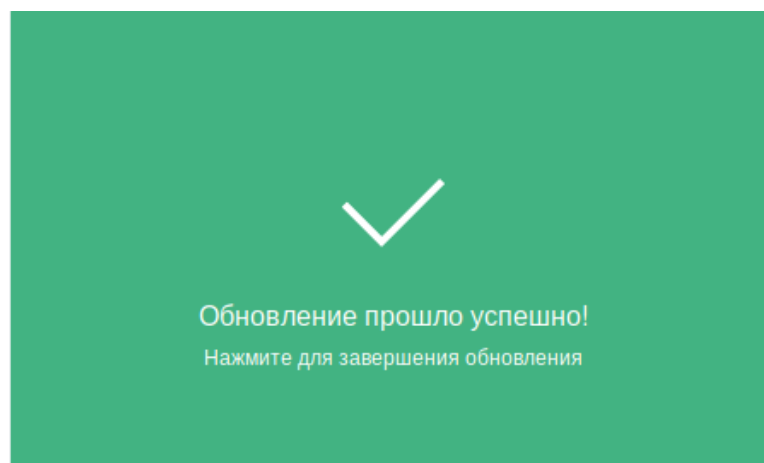 Обновление прошло успешно!
Нажмите для завершения обновления